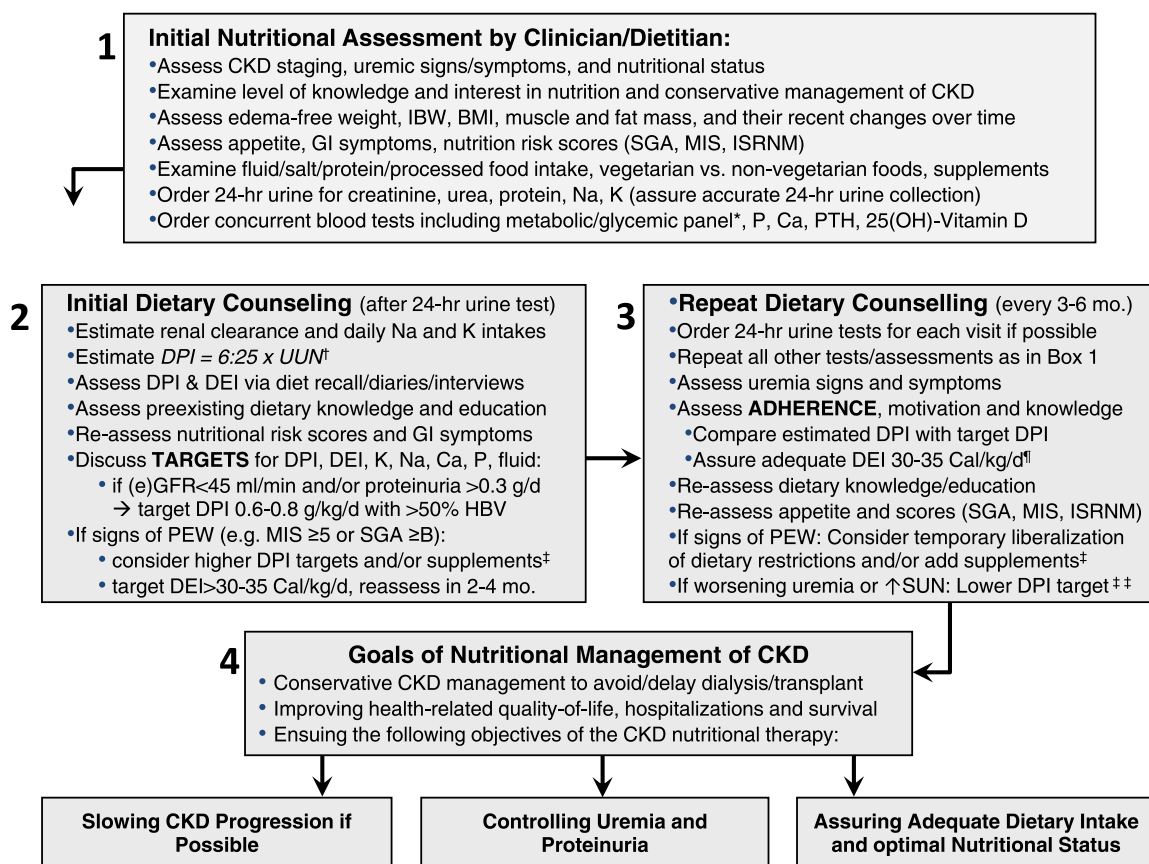 1
Initial Nutritional Assessment by Clinician/Dietitian:
•Assess CKD staging, uremic signs/symptoms, and nutritional status
•Examine level of knowledge and interest in nutrition and conservative management of CKD
•Assess edema-free weight, IBW, BMI, muscle and fat mass, and their recent changes over time
•Assess appetite, GI symptoms, nutrition risk scores (SGA, MIS, ISRNM)
•Examine fluid/salt/protein/processed food intake, vegetarian vs. non-vegetarian foods, supplements
•Order 24-hr urine for creatinine, urea, protein, Na, K (assure accurate 24-hr urine collection)
•Order concurrent blood tests including metabolic/glycemic panel*, P, Ca, PTH, 25(OH)-Vitamin D
2
Initial Dietary Counseling (after 24-hr urine test)
•Estimate renal clearance and daily Na and K intakes
•Estimate DPI = 6:25 x UUN†
•Assess DPI & DEI via diet recall/diaries/interviews
•Assess preexisting dietary knowledge and education
•Re-assess nutritional risk scores and GI symptoms
•Discuss TARGETS for DPI, DEI, K, Na, Ca, P, fluid:
• if (e)GFR<45 ml/min and/or proteinuria >0.3 g/d
→ target DPI 0.6-0.8 g/kg/d with >50% HBV
•If signs of PEW (e.g. MIS ≥5 or SGA ≥B):
• consider higher DPI targets and/or supplements‡
• target DEI>30-35 Cal/kg/d, reassess in 2-4 mo.
3
•Repeat Dietary Counselling (every 3-6 mo.)
•Order 24-hr urine tests for each visit if possible
•Repeat all other tests/assessments as in Box 1
•Assess uremia signs and symptoms
•Assess ADHERENCE, motivation and knowledge
•Compare estimated DPI with target DPI
•Assure adequate DEI 30-35 Cal/kg/d¶
•Re-assess dietary knowledge/education
•Re-assess appetite and scores (SGA, MIS, ISRNM)
•If signs of PEW: Consider temporary liberalization
of dietary restrictions and/or add supplements‡
•If worsening uremia or ↑SUN: Lower DPI target‡‡
4
Goals of Nutritional Management of CKD
• Conservative CKD management to avoid/delay dialysis/transplant
• Improving health-related quality-of-life, hospitalizations and survival
• Ensuing the following objectives of the CKD nutritional therapy:
Slowing CKD Progression if
Possible
Controlling Uremia and
Proteinuria
Assuring Adequate Dietary Intake
and optimal Nutritional Status